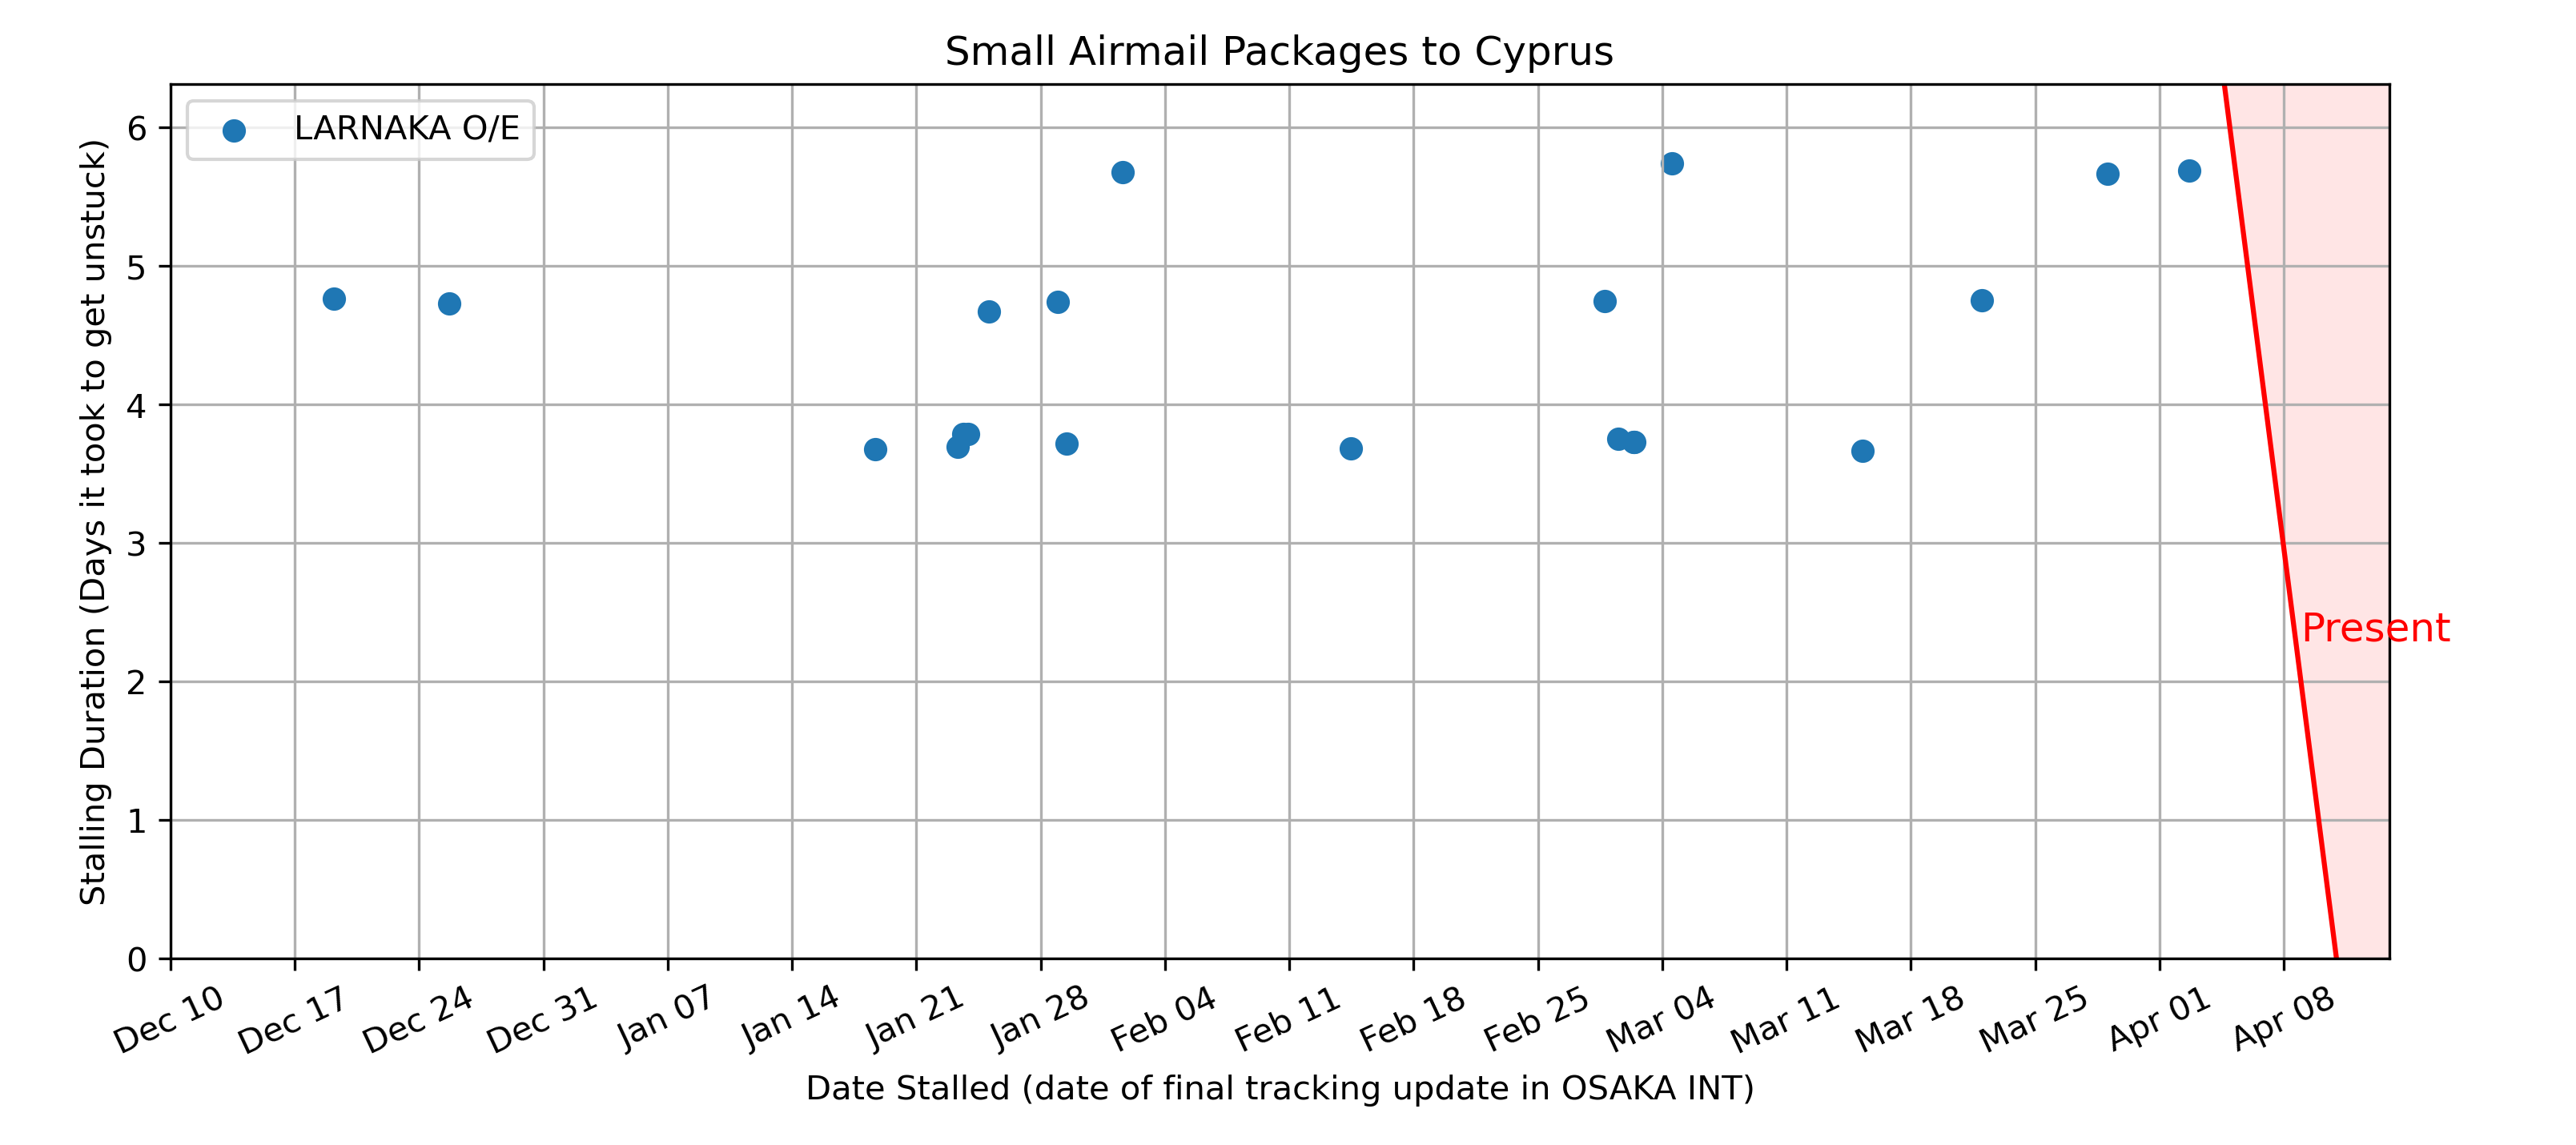 Small Airmail Packages to Cyprus
LARNAKA O/E
Stalling Duration (Days it took to get unstuck)
6
5
4
3
2
1
0
Present
Dec 10
Dec 17
Dec 24
Dec 31
Jan 07
Jan 14
Jan 21
Jan 28
Feb 04
Feb 11
Feb 18
Feb 25
Mar 04
Mar 11
Mar 18
Mar 25
Apr 01
Apr 08
Date Stalled (date of final tracking update in OSAKA INT)